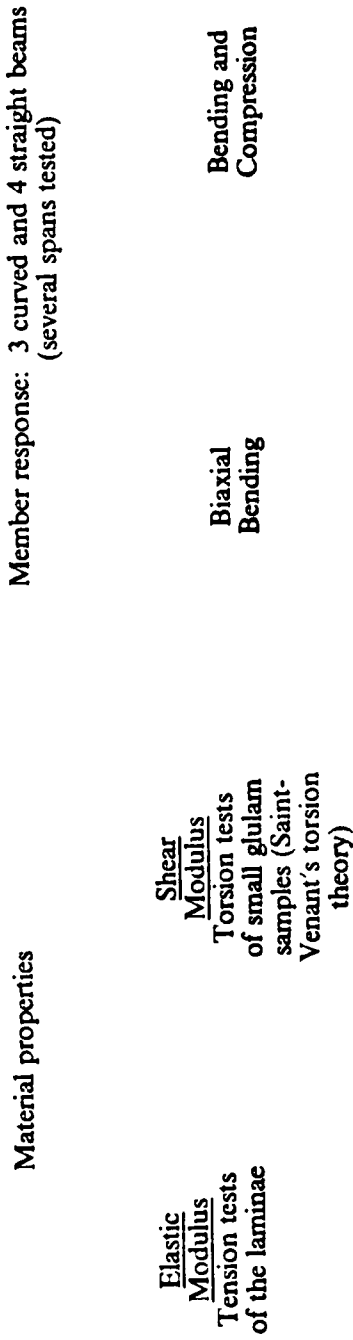 Material properties
Member response: 3 curved and 4 straight beams
(several spans tested)
Elastic
Modulus
Tension tests
of the laminae
Shear
Modulus
Torsion tests
of small glulam
samples (Saint-
Venant's torsion
theory)
Biaxial
Bending
Bending and
Compression